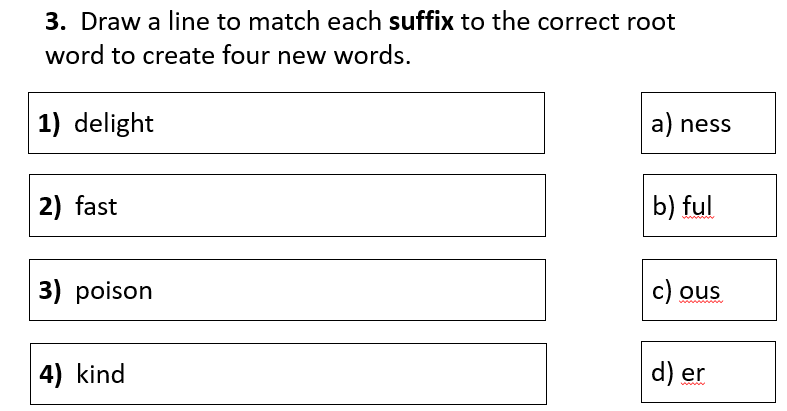 3. Draw a line to match each suffix to the correct root
word to create four new words.
1) delight
a) ness
2) fast
b) ful
3) poison
c) ous
4) kind
d) er